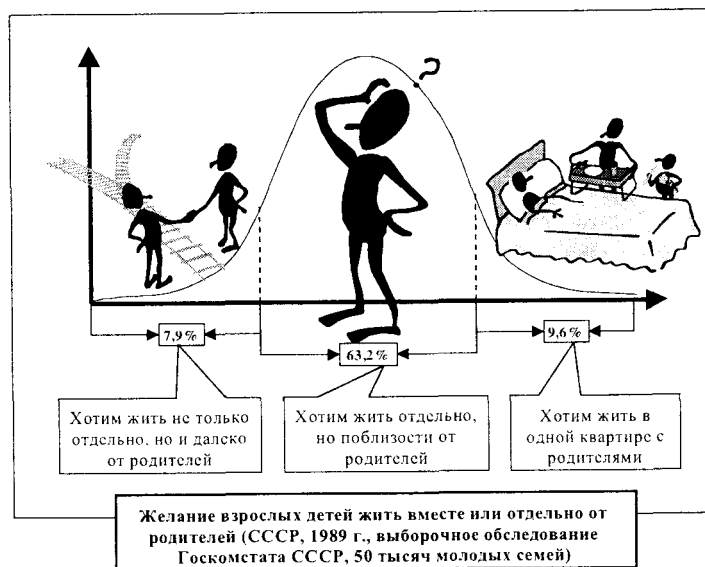 ?
7,9%
63,2%
9,6%
Хотим жить не только
отдельно, но и далеко
от родителей
Хотим жить отдельно,
но поблизости от
родителей
Хотим жить в
одной квартире с
родителями
Желание взрослых детей жить вместе или отдельно от
родителей (СССР, 1989 г., выборочное обследование
Госкомстата СССР, 50 тысяч молодых семей)